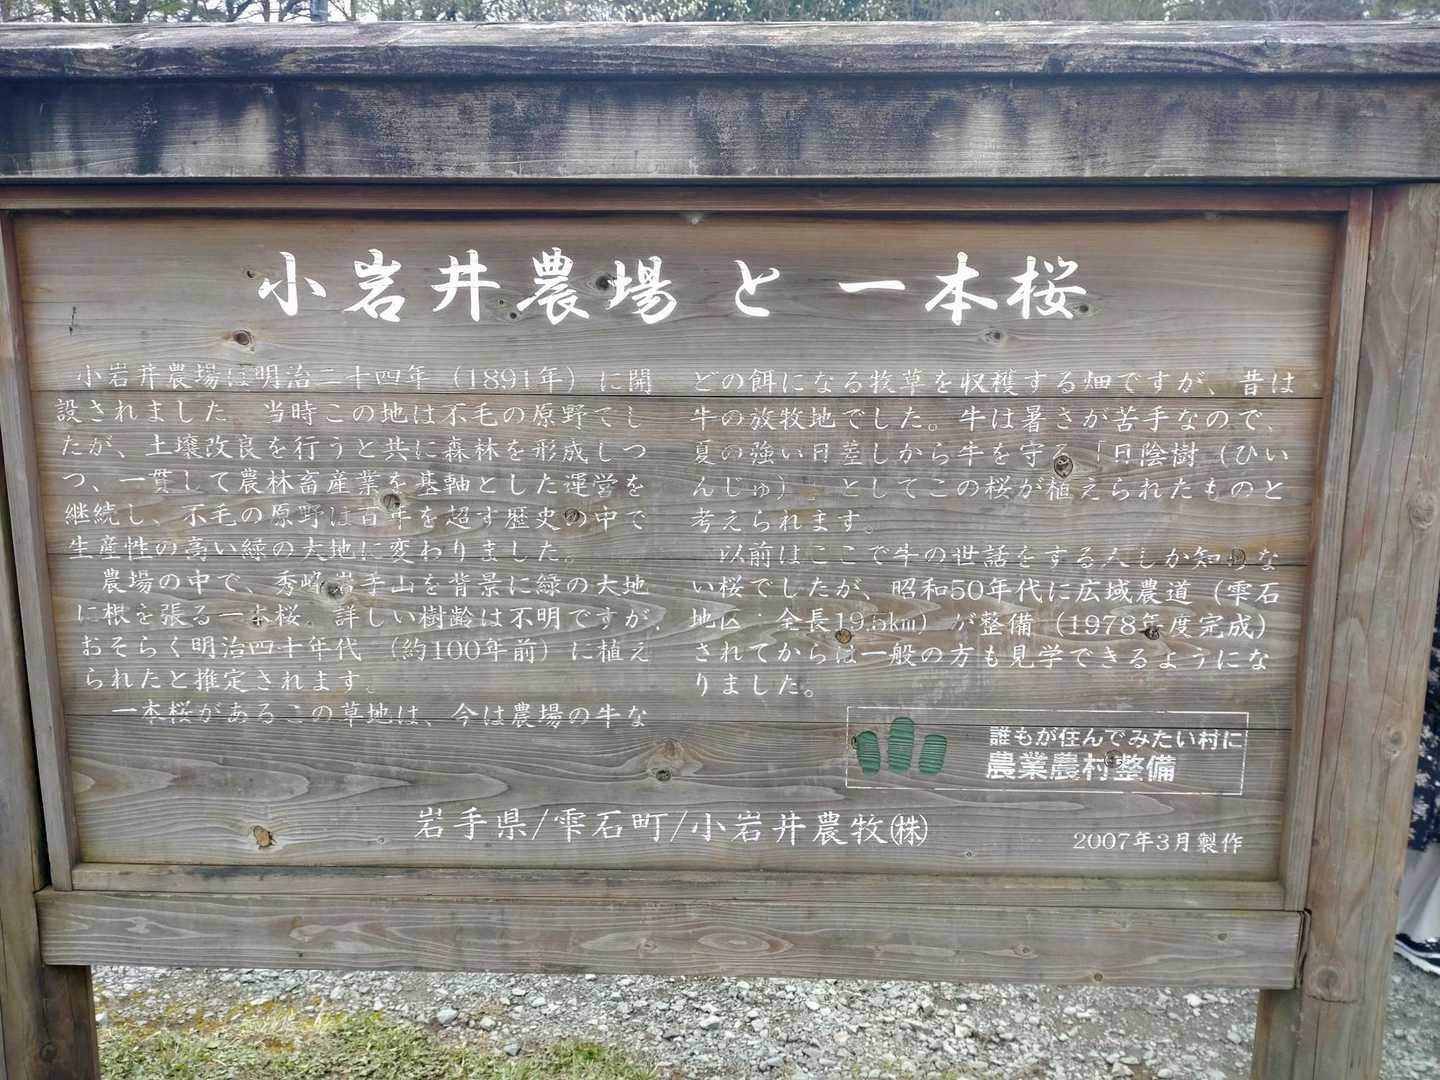 小岩井農場と一本桜
小岩井農場は明治二十四年（1891年）に開
設されました。当時この地は不毛の原野でし
たが、土壌改良を行うと共に森林を形成しつ
つ、一貫して農林畜産業を基軸とした運営を
継続し、不毛の原野は百年を超す歴史の中で
生産性の高い緑の大地に変わりました。
農場の中で、秀峰岩手山を背景に緑の大地
に根を張る一本桜。詳しい樹齢は不明ですが、
おそらく明治四十年代（約100年前）に植え
られたと推定されます。
一本桜があるこの草地は、今は農場の牛な
どの餌になる牧草を収穫する畑ですが、昔は
牛の放牧地でした。牛は暑さが苦手なので、
夏の強い日差しから牛を守る「日陰樹（ひい
んじゅ）」としてこの桜が植えられたものと
考えられます。
以前はここで牛の世話をする人しか知らな
い桜でしたが、昭和50年代に広域農道（雫石
地区：全長19.5km）が整備（1978年度完成）
されてからは一般の方も見学できるようにな
りました。
誰もが住んでみたい村に
農業農村整備
岩手県/雫石町/小岩井農牧㈱
2007年3月製作